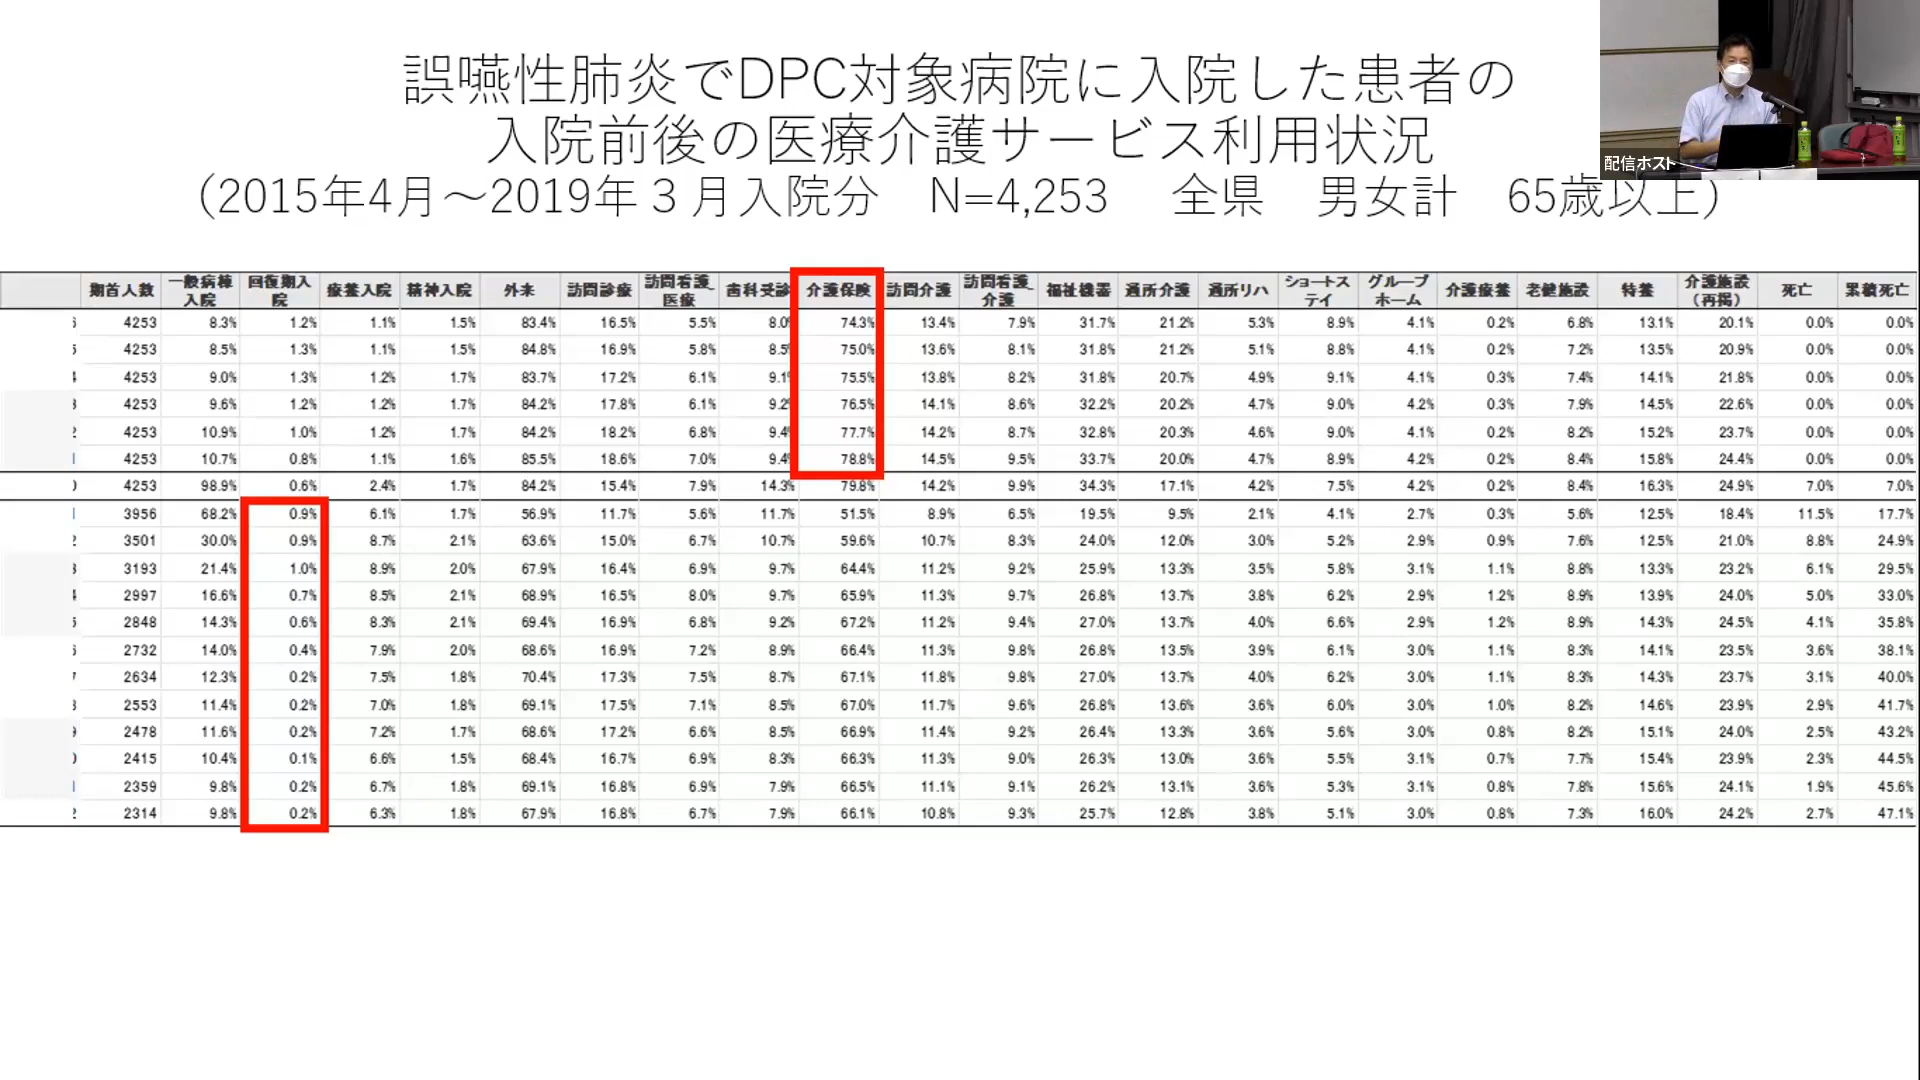 誤嚥性肺炎でDPC対象病院に入院した患者の
入院前後の医療介護サービス利用状況
（2015年4月～2019年３月入院分　N=4,253　全県　男女計　65歳以上）
配信ホスト
期首人数 一般病棟入院 回復期入院 療養入院 精神入院 外来 訪問診療 訪問看護_医療 歯科受診 介護保険 訪問介護 訪問看護_介護 福祉機器 通所介護 通所リハ ショートステイ グループホーム 介護療養 老健施設 特養 介護施設（再掲） 死亡 累積死亡
6 4253 8.3% 1.2% 1.1% 1.5% 83.4% 16.5% 5.5% 8.0% 74.3% 13.4% 7.9% 31.7% 21.2% 5.3% 8.9% 4.1% 0.2% 6.8% 13.1% 20.1% 0.0% 0.0%
5 4253 8.5% 1.3% 1.1% 1.5% 84.8% 16.9% 5.8% 8.5% 75.0% 13.6% 8.1% 31.8% 21.2% 5.1% 8.8% 4.1% 0.2% 7.2% 13.5% 20.9% 0.0% 0.0%
4 4253 9.0% 1.3% 1.2% 1.7% 83.7% 17.2% 6.1% 9.1% 75.5% 13.8% 8.2% 31.8% 20.7% 4.9% 9.1% 4.1% 0.3% 7.4% 14.1% 21.8% 0.0% 0.0%
3 4253 9.6% 1.2% 1.2% 1.7% 84.2% 17.8% 6.1% 9.2% 76.5% 14.1% 8.6% 32.2% 20.2% 4.7% 9.0% 4.2% 0.3% 7.9% 14.5% 22.6% 0.0% 0.0%
2 4253 10.9% 1.0% 1.2% 1.7% 84.2% 18.2% 6.8% 9.4% 77.7% 14.2% 8.7% 32.8% 20.3% 4.6% 9.0% 4.1% 0.2% 8.2% 15.2% 23.7% 0.0% 0.0%
1 4253 10.7% 0.8% 1.1% 1.6% 85.5% 18.6% 7.0% 9.4% 78.8% 14.5% 9.5% 33.7% 20.0% 4.7% 8.9% 4.2% 0.2% 8.4% 15.8% 24.4% 0.0% 0.0%
0 4253 98.9% 0.6% 2.4% 1.7% 84.2% 15.4% 7.9% 14.3% 79.8% 14.2% 9.9% 34.3% 17.1% 4.2% 7.5% 4.2% 0.2% 8.4% 16.3% 24.9% 7.0% 7.0%
1 3956 68.2% 0.9% 6.1% 1.7% 56.9% 11.7% 5.6% 11.7% 51.5% 8.9% 6.5% 19.5% 9.5% 2.1% 4.1% 2.7% 0.3% 5.6% 12.5% 18.4% 11.5% 17.7%
2 3501 30.0% 0.9% 8.7% 2.1% 63.6% 15.0% 6.7% 10.7% 59.6% 10.7% 8.3% 24.0% 12.0% 3.0% 5.2% 2.9% 0.9% 7.6% 12.5% 21.0% 8.8% 24.9%
3 3193 21.4% 1.0% 8.9% 2.0% 67.9% 16.4% 6.9% 9.7% 64.4% 11.2% 9.2% 25.9% 13.3% 3.5% 5.8% 3.1% 1.1% 8.8% 13.3% 23.2% 6.1% 29.5%
4 2997 16.6% 0.7% 8.5% 2.1% 68.9% 16.5% 8.0% 9.7% 65.9% 11.3% 9.7% 26.8% 13.7% 3.8% 6.2% 2.9% 1.2% 8.9% 13.9% 24.0% 5.0% 33.0%
5 2848 14.3% 0.6% 8.3% 2.1% 69.4% 16.9% 6.8% 9.2% 67.2% 11.2% 9.4% 27.0% 13.7% 4.0% 6.6% 2.9% 1.2% 8.9% 14.3% 24.5% 4.1% 35.8%
6 2732 14.0% 0.4% 7.9% 2.0% 68.6% 16.9% 7.2% 8.9% 66.4% 11.3% 9.8% 26.8% 13.5% 3.9% 6.1% 3.0% 1.1% 8.3% 14.1% 23.5% 3.6% 38.1%
7 2634 12.3% 0.2% 7.5% 1.8% 70.4% 17.3% 7.5% 8.7% 67.1% 11.8% 9.8% 27.0% 13.7% 4.0% 6.2% 3.0% 1.1% 8.3% 14.3% 23.7% 3.1% 40.0%
8 2553 11.4% 0.2% 7.0% 1.8% 69.1% 17.5% 7.1% 8.5% 67.0% 11.7% 9.6% 26.8% 13.6% 3.6% 6.0% 3.0% 1.0% 8.2% 14.6% 23.9% 2.9% 41.7%
9 2478 11.6% 0.2% 7.2% 1.7% 68.6% 17.2% 6.6% 8.5% 66.9% 11.4% 9.2% 26.4% 13.3% 3.6% 5.6% 3.0% 0.8% 8.2% 15.1% 24.0% 2.5% 43.2%
0 2415 10.4% 0.1% 6.6% 1.5% 68.4% 16.7% 6.9% 8.3% 66.3% 11.3% 9.0% 26.3% 13.0% 3.6% 5.5% 3.1% 0.7% 7.7% 15.4% 23.9% 2.3% 44.5%
1 2359 9.8% 0.2% 6.7% 1.8% 69.1% 16.8% 6.9% 7.9% 66.5% 11.1% 9.1% 26.2% 13.1% 3.6% 5.3% 3.1% 0.8% 7.8% 15.6% 24.1% 1.9% 45.6%
2 2314 9.8% 0.2% 6.3% 1.8% 67.9% 16.8% 6.7% 7.9% 66.1% 10.8% 9.3% 25.7% 12.8% 3.8% 5.1% 3.0% 0.8% 7.3% 16.0% 24.2% 2.7% 47.1%